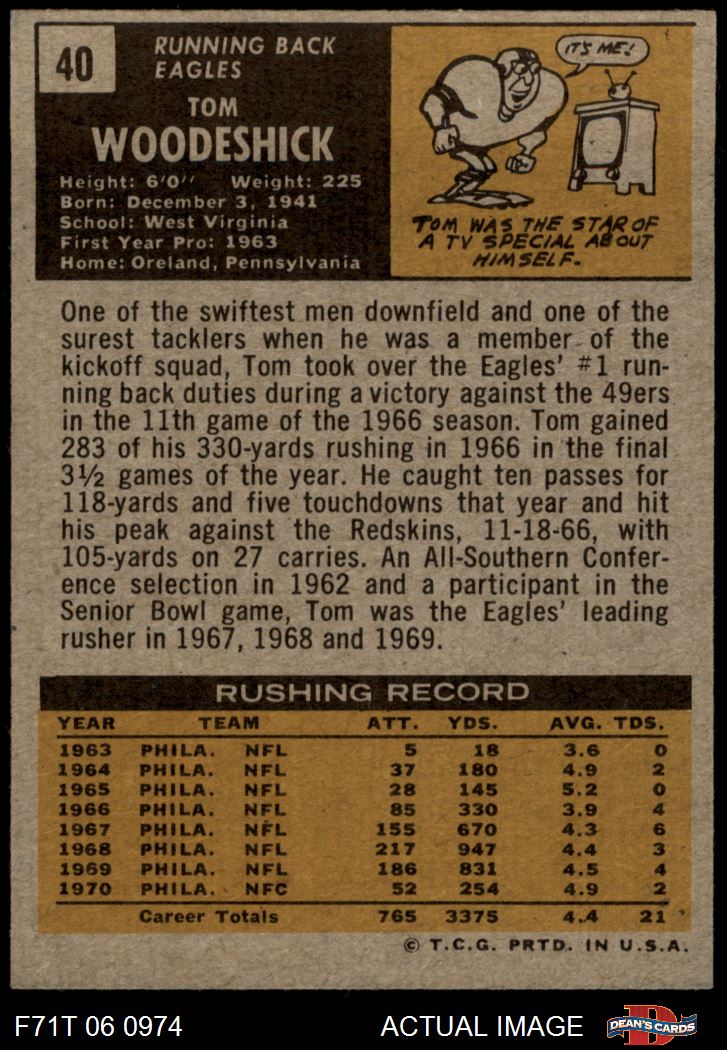 40
RUNNING BACK
EAGLES
TOM
WOODESHICK
Height: 6'0" Weight: 225
Born: December 3, 1941
School: West Virginia
First Year Pro: 1963
Home: Oreland, Pennsylvania
IT'S ME!
TOM WAS THE STAR OF
A TV SPECIAL ABOUT
HIMSELF.
One of the swiftest men downfield and one of the
surest tacklers when he was a member of the
kickoff squad, Tom took over the Eagles' #1 run-
ning back duties during a victory against the 49ers
in the 11th game of the 1966 season. Tom gained
283 of his 330-yards rushing in 1966 in the final
3½ games of the year. He caught ten passes for
118-yards and five touchdowns that year and hit
his peak against the Redskins, 11-18-66, with
105-yards on 27 carries. An All-Southern Confer-
ence selection in 1962 and a participant in the
Senior Bowl game, Tom was the Eagles' leading
rusher in 1967, 1968 and 1969.
RUSHING RECORD
YEAR TEAM ATT. YDS. AVG. TDS.
1963 PHILA. NFL 5 18 3.6 0
1964 PHILA. NFL 37 180 4.9 2
1965 PHILA. NFL 28 145 5.2 0
1966 PHILA. NFL 85 330 3.9 4
1967 PHILA. NFL 155 670 4.3 6
1968 PHILA. NFL 217 947 4.4 3
1969 PHILA. NFL 186 831 4.5 4
1970 PHILA. NFC 52 254 4.9 2
Career Totals 765 3375 4.4 21
© T.C.G. PRTD. IN U.S.A.
F71T 06 0974 ACTUAL IMAGE D DEAN'S CARDS